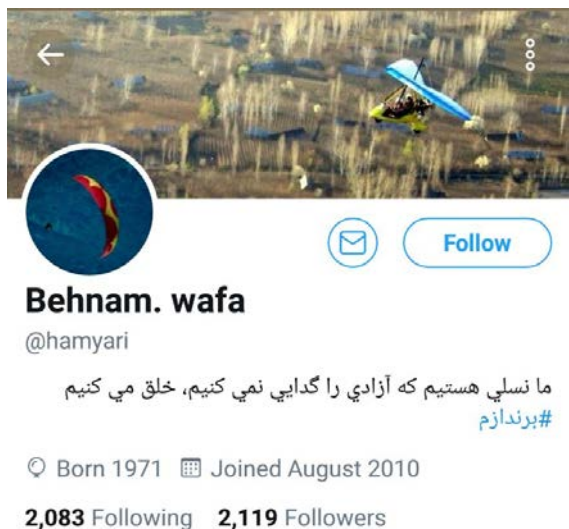 Follow
Behnam. wafa
@hamyari
ما نسلي هستيم كه آزادي را گدايي نمي كنيم، خلق مي كنيم
#برندازم
Born 1971 Joined August 2010
2,083 Following 2,119 Followers